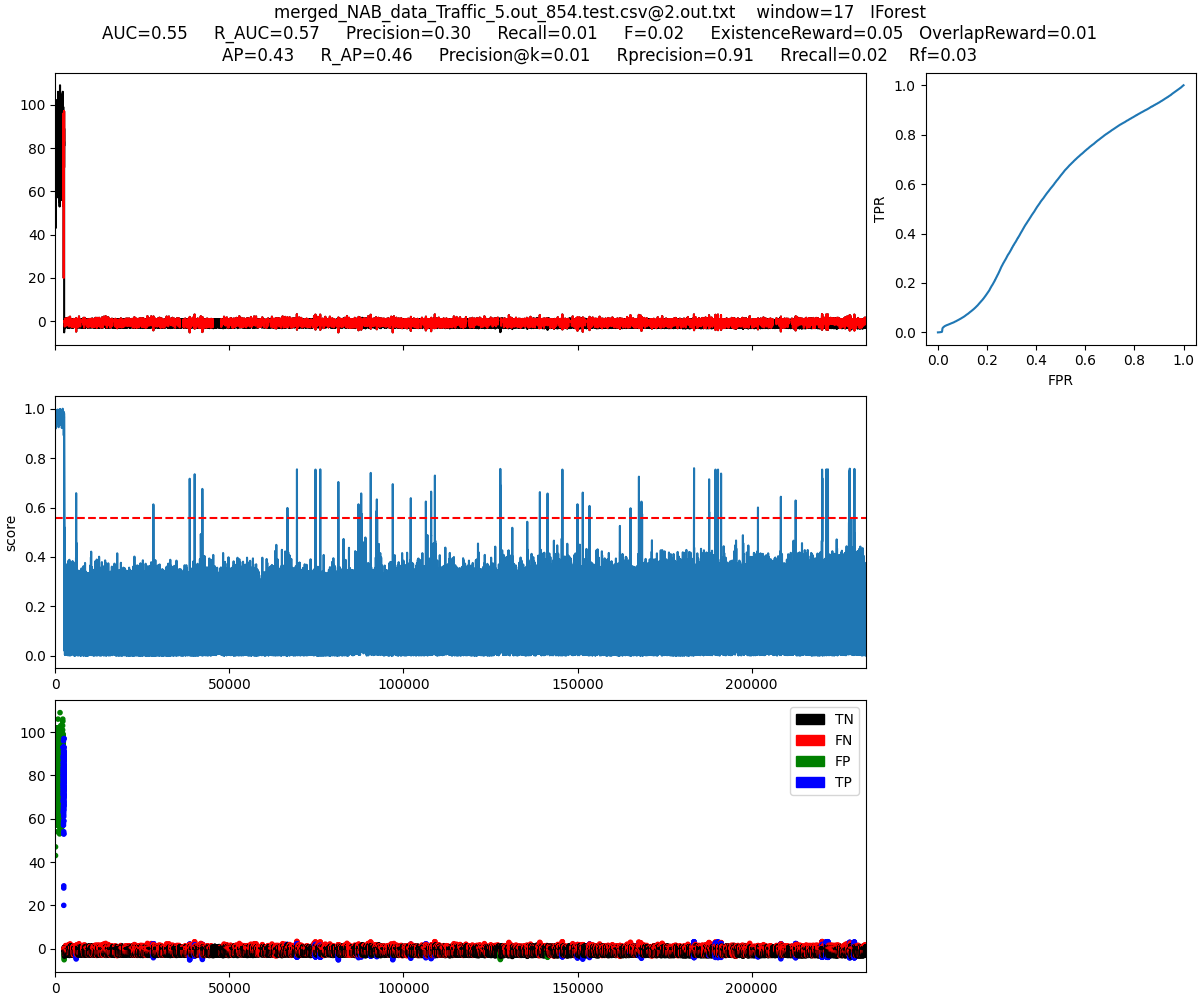 merged_NAB_data_Traffic_5.out_854.test.csv@2.out.txt window=17 IForest
AUC=0.55 R_AUC=0.57 Precision=0.30 Recall=0.01 F=0.02 ExistenceReward=0.05 OverlapReward=0.01
AP=0.43 R_AP=0.46 Precision@k=0.01 Rprecision=0.91 Rrecall=0.02 Rf=0.03
100
80
60
40
20
0
1.0
0.8
0.6
0.4
0.2
0.0
TPR
0.0 0.2 0.4 0.6 0.8 1.0
FPR
1.0
0.8
0.6
0.4
0.2
0.0
score
0 50000 100000 150000 200000
100
80
60
40
20
0
TN
FN
FP
TP
0 50000 100000 150000 200000